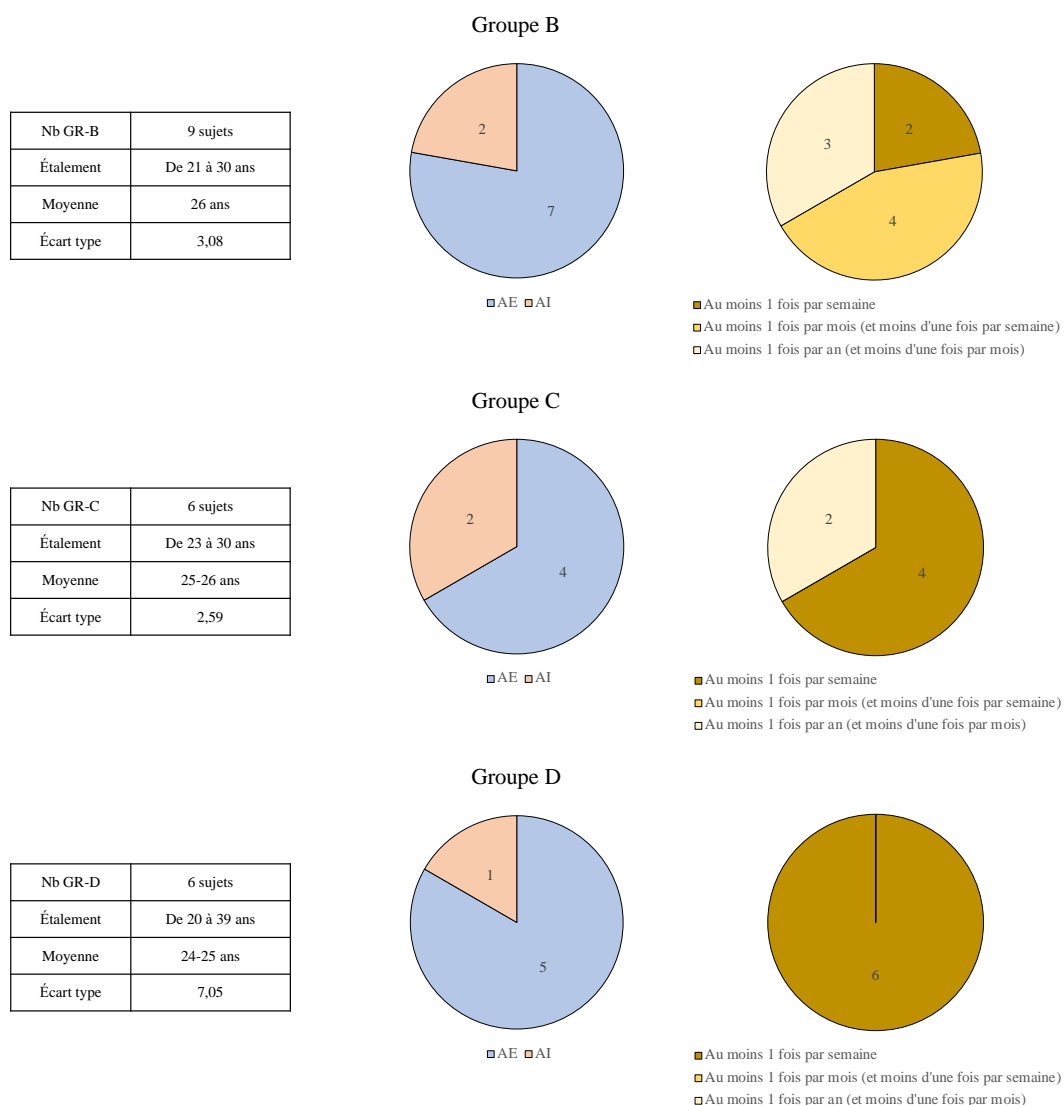 Groupe B
Nb GR-B 9 sujets
Étalement De 21 à 30 ans
Moyenne 26 ans
Écart type 3,08
2
7
AE AI
2
3
4
Au moins 1 fois par semaine
Au moins 1 fois par mois (et moins d'une fois par semaine)
Au moins 1 fois par an (et moins d'une fois par mois)
Groupe C
Nb GR-C 6 sujets
Étalement De 23 à 30 ans
Moyenne 25-26 ans
Écart type 2,59
2
4
AE AI
2
4
Au moins 1 fois par semaine
Au moins 1 fois par mois (et moins d'une fois par semaine)
Au moins 1 fois par an (et moins d'une fois par mois)
Groupe D
Nb GR-D 6 sujets
Étalement De 20 à 39 ans
Moyenne 24-25 ans
Écart type 7,05
1
5
AE AI
6
Au moins 1 fois par semaine
Au moins 1 fois par mois (et moins d'une fois par semaine)
Au moins 1 fois par an (et moins d'une fois par mois)